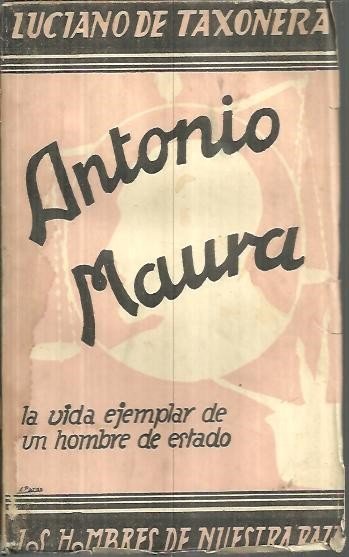 LUCIANO DE TAXONERA
Antonio
Maura
la vida ejemplar de
un hombre de estado
LOS HOMBRES DE NUESTRA RAZA